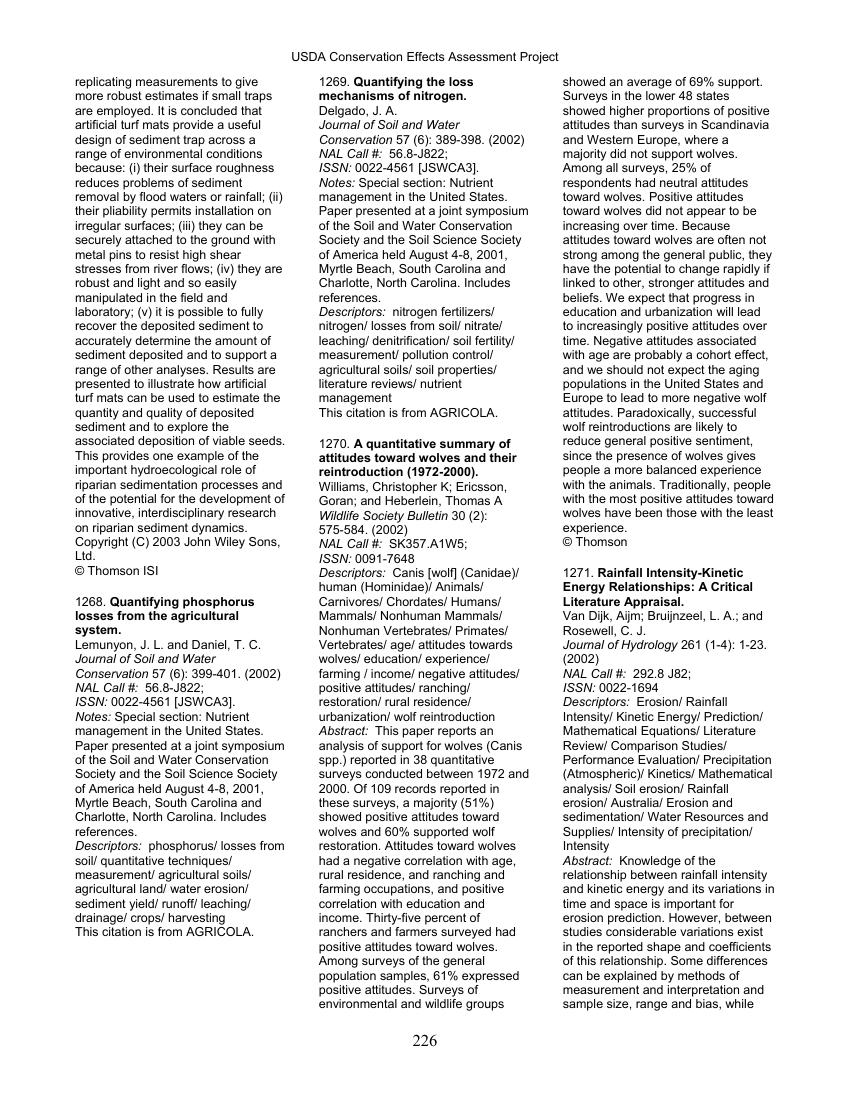 USDA Conservation Effects Assessment Project
replicating measurements to give
more robust estimates if small traps
are employed. It is concluded that
artificial turf mats provide a useful
design of sediment trap across a
range of environmental conditions
because: (i) their surface roughness
reduces problems of sediment
removal by flood waters or rainfall; (ii)
their pliability permits installation on
irregular surfaces; (iii) they can be
securely attached to the ground with
metal pins to resist high shear
stresses from river flows; (iv) they are
robust and light and so easily
manipulated in the field and
laboratory; (v) it is possible to fully
recover the deposited sediment to
accurately determine the amount of
sediment deposited and to support a
range of other analyses. Results are
presented to illustrate how artificial
turf mats can be used to estimate the
quantity and quality of deposited
sediment and to explore the
associated deposition of viable seeds.
This provides one example of the
important hydroecological role of
riparian sedimentation processes and
of the potential for the development of
innovative, interdisciplinary research
on riparian sediment dynamics.
Copyright (C) 2003 John Wiley Sons,
Ltd.
© Thomson ISI
1268. Quantifying phosphorus
losses from the agricultural
system.
Lemunyon, J. L. and Daniel, T. C.
Journal of Soil and Water
Conservation 57 (6): 399-401. (2002)
NAL Call #: 56.8-J822;
ISSN: 0022-4561 [JSWCA3].
Notes: Special section: Nutrient
management in the United States.
Paper presented at a joint symposium
of the Soil and Water Conservation
Society and the Soil Science Society
of America held August 4-8, 2001,
Myrtle Beach, South Carolina and
Charlotte, North Carolina. Includes
references.
Descriptors: phosphorus/ losses from
soil/ quantitative techniques/
measurement/ agricultural soils/
agricultural land/ water erosion/
sediment yield/ runoff/ leaching/
drainage/ crops/ harvesting
This citation is from AGRICOLA.
1269. Quantifying the loss
mechanisms of nitrogen.
Delgado, J. A.
Journal of Soil and Water
Conservation 57 (6): 389-398. (2002)
NAL Call #: 56.8-J822;
ISSN: 0022-4561 [JSWCA3].
Notes: Special section: Nutrient
management in the United States.
Paper presented at a joint symposium
of the Soil and Water Conservation
Society and the Soil Science Society
of America held August 4-8, 2001,
Myrtle Beach, South Carolina and
Charlotte, North Carolina. Includes
references.
Descriptors: nitrogen fertilizers/
nitrogen/ losses from soil/ nitrate/
leaching/ denitrification/ soil fertility/
measurement/ pollution control/
agricultural soils/ soil properties/
literature reviews/ nutrient
management
This citation is from AGRICOLA.
1270. A quantitative summary of
attitudes toward wolves and their
reintroduction (1972-2000).
Williams, Christopher K; Ericsson,
Goran; and Heberlein, Thomas A
Wildlife Society Bulletin 30 (2):
575-584. (2002)
NAL Call #: SK357.A1W5;
ISSN: 0091-7648
Descriptors: Canis [wolf] (Canidae)/
human (Hominidae)/ Animals/
Carnivores/ Chordates/ Humans/
Mammals/ Nonhuman Mammals/
Nonhuman Vertebrates/ Primates/
Vertebrates/ age/ attitudes towards
wolves/ education/ experience/
farming / income/ negative attitudes/
positive attitudes/ ranching/
restoration/ rural residence/
urbanization/ wolf reintroduction
Abstract: This paper reports an
analysis of support for wolves (Canis
spp.) reported in 38 quantitative
surveys conducted between 1972 and
2000. Of 109 records reported in
these surveys, a majority (51%)
showed positive attitudes toward
wolves and 60% supported wolf
restoration. Attitudes toward wolves
had a negative correlation with age,
rural residence, and ranching and
farming occupations, and positive
correlation with education and
income. Thirty-five percent of
ranchers and farmers surveyed had
positive attitudes toward wolves.
Among surveys of the general
population samples, 61% expressed
positive attitudes. Surveys of
environmental and wildlife groups
showed an average of 69% support.
Surveys in the lower 48 states
showed higher proportions of positive
attitudes than surveys in Scandinavia
and Western Europe, where a
majority did not support wolves.
Among all surveys, 25% of
respondents had neutral attitudes
toward wolves. Positive attitudes
toward wolves did not appear to be
increasing over time. Because
attitudes toward wolves are often not
strong among the general public, they
have the potential to change rapidly if
linked to other, stronger attitudes and
beliefs. We expect that progress in
education and urbanization will lead
to increasingly positive attitudes over
time. Negative attitudes associated
with age are probably a cohort effect,
and we should not expect the aging
populations in the United States and
Europe to lead to more negative wolf
attitudes. Paradoxically, successful
wolf reintroductions are likely to
reduce general positive sentiment,
since the presence of wolves gives
people a more balanced experience
with the animals. Traditionally, people
with the most positive attitudes toward
wolves have been those with the least
experience.
© Thomson
1271. Rainfall Intensity-Kinetic
Energy Relationships: A Critical
Literature Appraisal.
Van Dijk, Aijm; Bruijnzeel, L. A.; and
Rosewell, C. J.
Journal of Hydrology 261 (1-4): 1-23.
(2002)
NAL Call #: 292.8 J82;
ISSN: 0022-1694
Descriptors: Erosion/ Rainfall
Intensity/ Kinetic Energy/ Prediction/
Mathematical Equations/ Literature
Review/ Comparison Studies/
Performance Evaluation/ Precipitation
(Atmospheric)/ Kinetics/ Mathematical
analysis/ Soil erosion/ Rainfall
erosion/ Australia/ Erosion and
sedimentation/ Water Resources and
Supplies/ Intensity of precipitation/
Intensity
Abstract: Knowledge of the
relationship between rainfall intensity
and kinetic energy and its variations in
time and space is important for
erosion prediction. However, between
studies considerable variations exist
in the reported shape and coefficients
of this relationship. Some differences
can be explained by methods of
measurement and interpretation and
sample size, range and bias, while
226